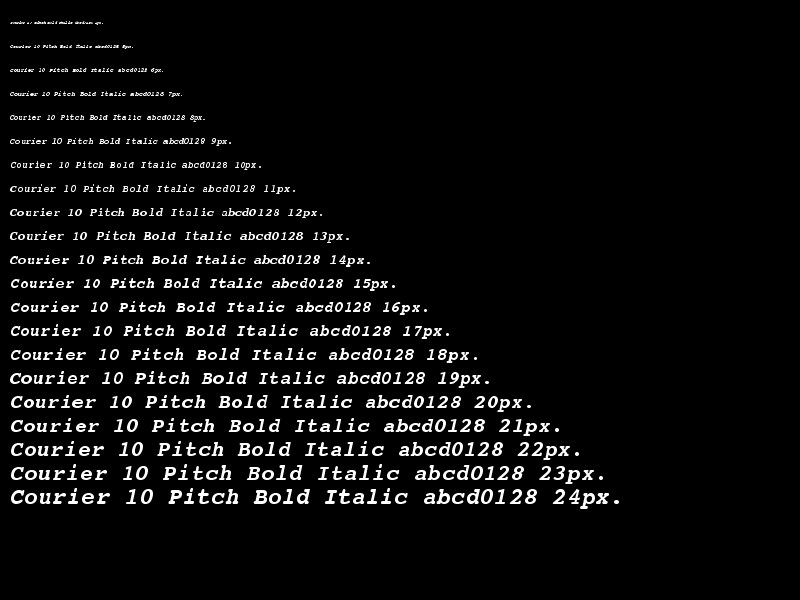 Courier 10 Pitch Bold Italic abcd0128 5px.
Courier 10 Pitch Bold Italic abcd0128 6px.
Courier 10 Pitch Bold Italic abcd0128 7px.
Courier 10 Pitch Bold Italic abcd0128 8px.
Courier 10 Pitch Bold Italic abcd0128 9px.
Courier 10 Pitch Bold Italic abcd0128 10px.
Courier 10 Pitch Bold Italic abcd0128 11px.
Courier 10 Pitch Bold Italic abcd0128 12px.
Courier 10 Pitch Bold Italic abcd0128 13px.
Courier 10 Pitch Bold Italic abcd0128 14px.
Courier 10 Pitch Bold Italic abcd0128 15px.
Courier 10 Pitch Bold Italic abcd0128 16px.
Courier 10 Pitch Bold Italic abcd0128 17px.
Courier 10 Pitch Bold Italic abcd0128 18px.
Courier 10 Pitch Bold Italic abcd0128 19px.
Courier 10 Pitch Bold Italic abcd0128 20px.
Courier 10 Pitch Bold Italic abcd0128 21px.
Courier 10 Pitch Bold Italic abcd0128 22px.
Courier 10 Pitch Bold Italic abcd0128 23px.
Courier 10 Pitch Bold Italic abcd0128 24px.